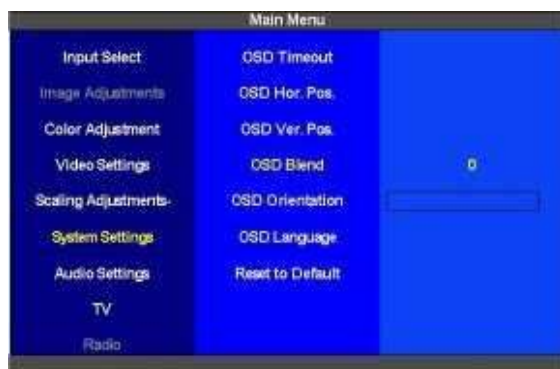 Main Menu
Input Select
Image Adjustments
Color Adjustment
Video Settings
Scaling Adjustments-
System Settings
Audio Settings
TV
Radio
OSD Timeout
OSD Hor. Pos.
OSD Ver. Pos.
OSD Blend
OSD Orientation
OSD Language
Reset to Default
0